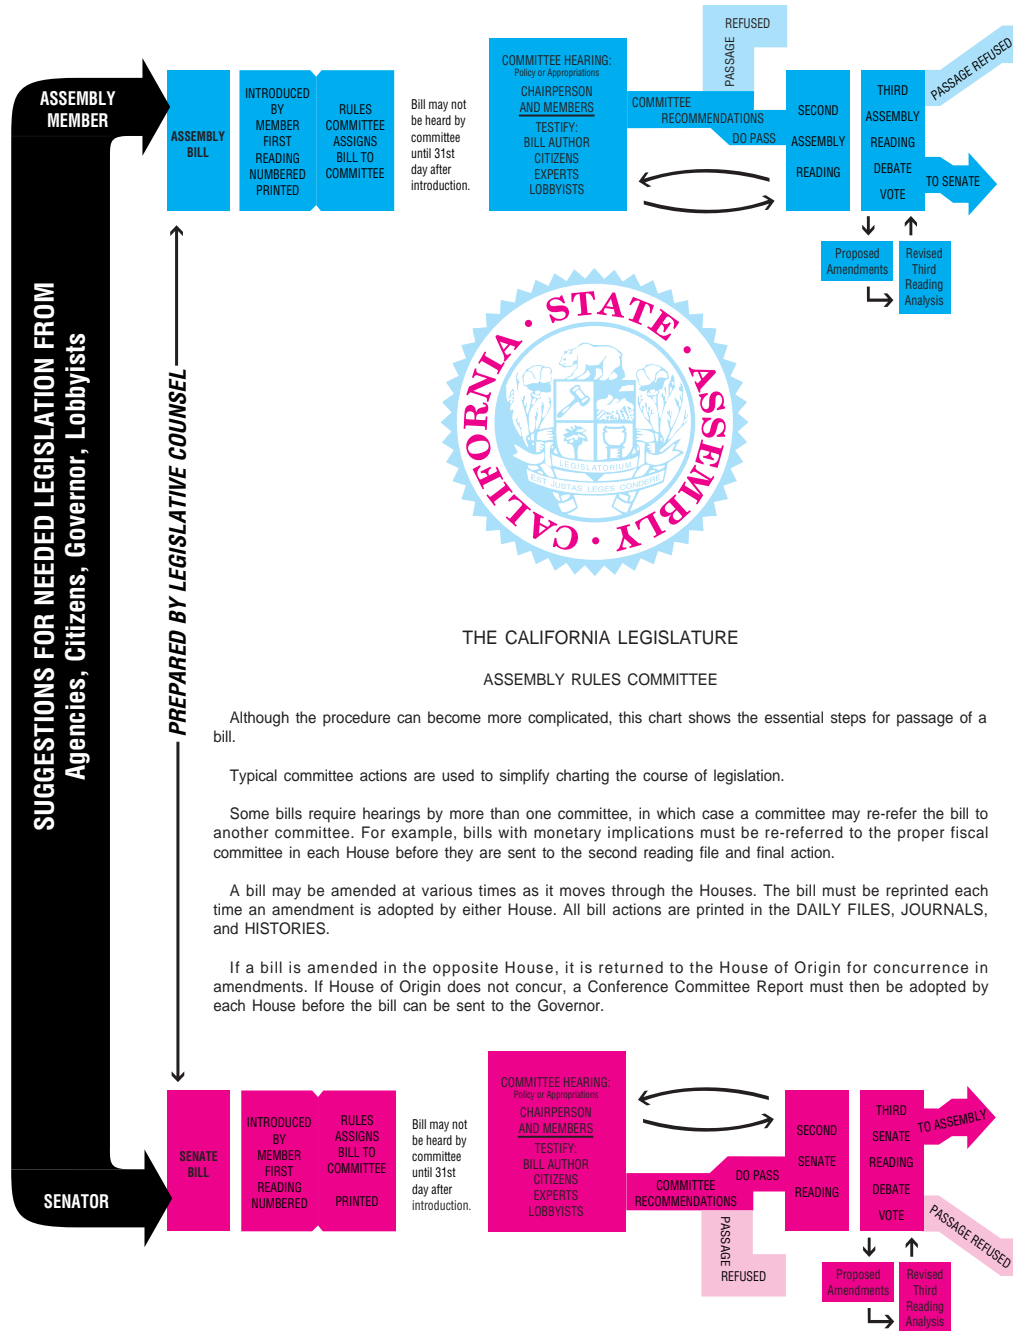 ASSEMBLY
MEMBER
SUGGESTIONS FOR NEEDED LEGISLATION FROM
Agencies, Citizens, Governor, Lobbyists
SENATOR
PREPARED BY LEGISLATIVE COUNSEL
ASSEMBLY
BILL
INTRODUCED
BY
MEMBER
FIRST
READING
NUMBERED
PRINTED
RULES
COMMITTEE
ASSIGNS
BILL TO
COMMITTEE
Bill may not
be heard by
committee
until 31st
day after
introduction.
COMMITTEE HEARING:
Policy or Appropriations
CHAIRPERSON
AND MEMBERS
TESTIFY:
BILL AUTHOR
CITIZENS
EXPERTS
LOBBYISTS
COMMITTEE
RECOMMENDATIONS
PASSAGE
REFUSED
DO PASS
SECOND
ASSEMBLY
READING
THIRD
ASSEMBLY
READING
DEBATE
VOTE
PASSAGE REFUSED
TO SENATE
Proposed
Amendments
Revised
Third
Reading
Analysis
CALIFORNIA · STATE · ASSEMBLY ·
LEGISLATORIUM
EST JUSTAS LEGES CONDERE
THE CALIFORNIA LEGISLATURE
ASSEMBLY RULES COMMITTEE
Although the procedure can become more complicated, this chart shows the essential steps for passage of a
bill.
Typical committee actions are used to simplify charting the course of legislation.
Some bills require hearings by more than one committee, in which case a committee may re-refer the bill to
another committee. For example, bills with monetary implications must be re-referred to the proper fiscal
committee in each House before they are sent to the second reading file and final action.
A bill may be amended at various times as it moves through the Houses. The bill must be reprinted each
time an amendment is adopted by either House. All bill actions are printed in the DAILY FILES, JOURNALS,
and HISTORIES.
If a bill is amended in the opposite House, it is returned to the House of Origin for concurrence in
amendments. If House of Origin does not concur, a Conference Committee Report must then be adopted by
each House before the bill can be sent to the Governor.
SENATE
BILL
INTRODUCED
BY
MEMBER
FIRST
READING
NUMBERED
RULES
ASSIGNS
BILL TO
COMMITTEE
PRINTED
Bill may not
be heard by
committee
until 31st
day after
introduction.
COMMITTEE HEARING:
Policy or Appropriations
CHAIRPERSON
AND MEMBERS
TESTIFY:
BILL AUTHOR
CITIZENS
EXPERTS
LOBBYISTS
COMMITTEE
RECOMMENDATIONS
DO PASS
PASSAGE
REFUSED
SECOND
SENATE
READING
THIRD
SENATE
READING
DEBATE
VOTE
TO ASSEMBLY
PASSAGE REFUSED
Proposed
Amendments
Revised
Third
Reading
Analysis